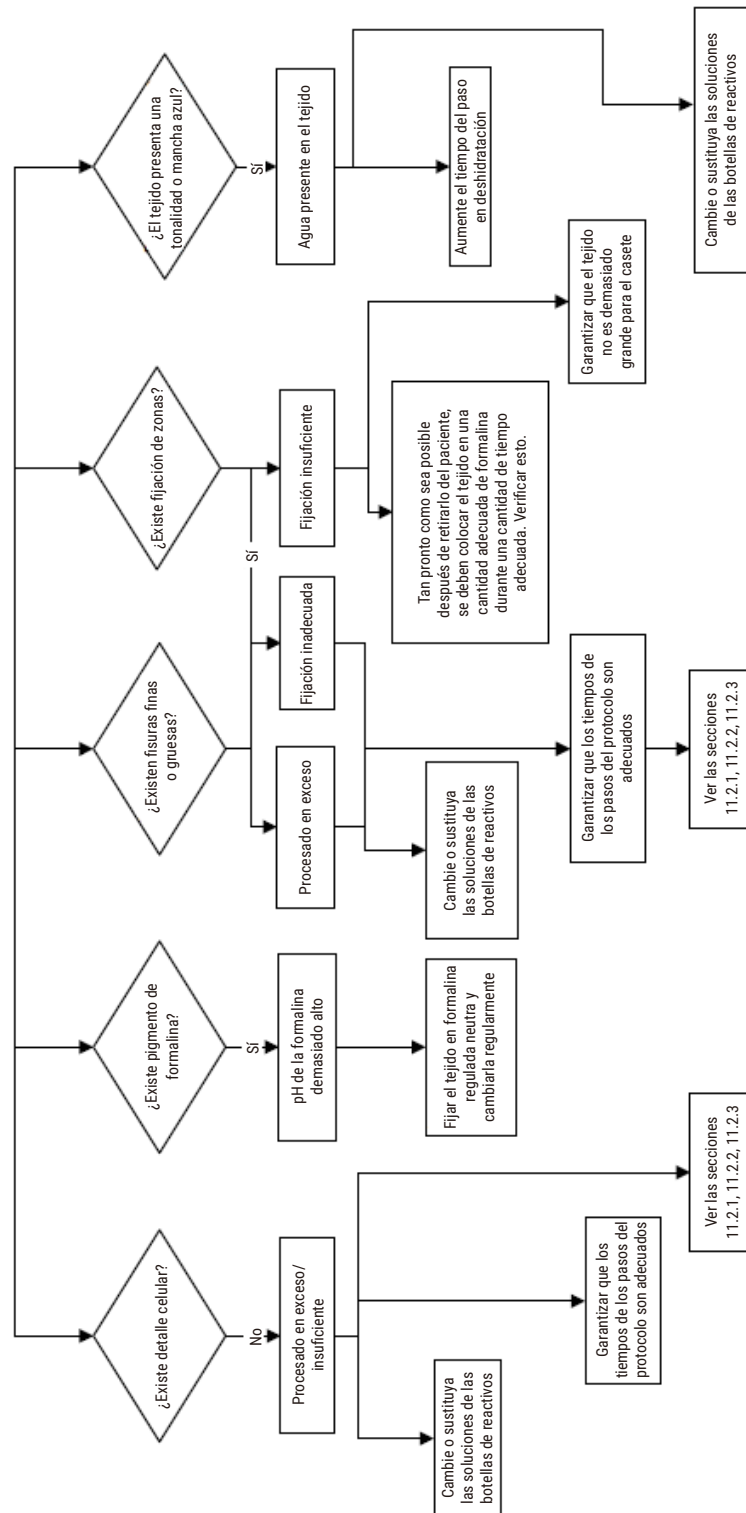 ¿Existe detalle celular?
No
Procesado en exceso/
insuficiente
Cambie o sustituya
las soluciones de las
botellas de reactivos
Garantizar que los
tiempos de los pasos del
protocolo son adecuados
Ver las secciones
11.2.1, 11.2.2, 11.2.3
¿Existe pigmento de
formalina?
Sí
pH de la formalina
demasiado alto
Fijar el tejido en formalina
regulada neutra y
cambiarla regularmente
¿Existen fisuras finas
o gruesas?
Sí
Procesado en exceso
Fijación inadecuada
Cambie o sustituya
las soluciones de las
botellas de reactivos
Garantizar que los tiempos de
los pasos del protocolo son
adecuados
Ver las secciones
11.2.1, 11.2.2, 11.2.3
¿Existe fijación de zonas?
Fijación insuficiente
Tan pronto como sea posible
después de retirarlo del paciente,
se deben colocar el tejido en una
cantidad adecuada de formalina
durante una cantidad de tiempo
adecuada. Verificar esto.
Garantizar que el tejido
no es demasiado
grande para el casete
¿El tejido presenta una
tonalidad o mancha azul?
Sí
Agua presente en el tejido
Aumente el tiempo del paso
en deshidratación
Cambie o sustituya las soluciones
de las botellas de reactivos